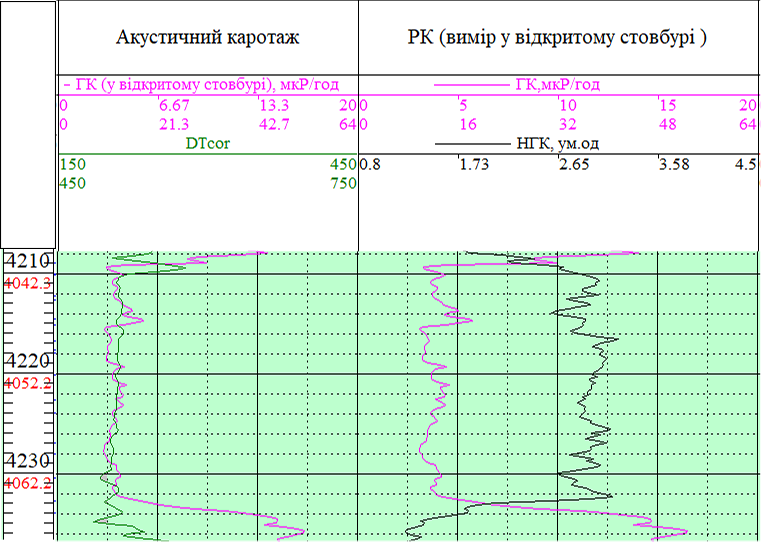 Акустичний каротаж
РК (вимір у відкритому стовбурі )
ГК (у відкритому стовбурі), мкР/год
ГК,мкР/год
0 6.67 13.3 20
0 5 10 15 20
0 21.3 42.7 64
0 16 32 48 64
DTcor
НГК, ум.од
150 450
0.8 1.73 2.65 3.58 4.5
450 750
4210
4042.3
4220
4052.2
4230
4062.2